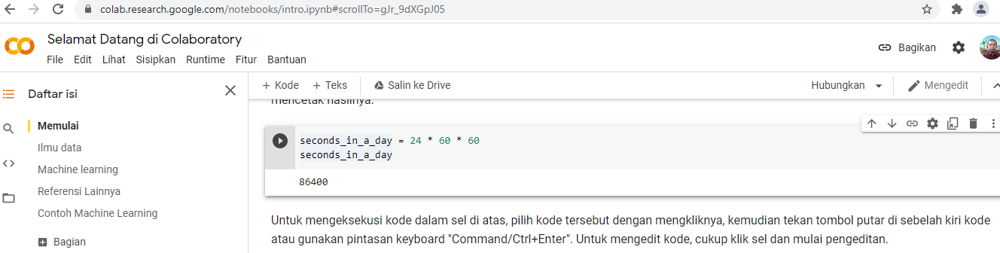 colab.research.google.com/notebooks/intro.ipynb#scrollTo=gJr_9dXGpJ05
Selamat Datang di Colaboratory
File Edit Lihat Sisipkan Runtime Fitur Bantuan
Bagikan
Daftar isi
Memulai
Ilmu data
Machine learning
Referensi Lainnya
Contoh Machine Learning
Bagian
+ Kode + Teks Salin ke Drive
Hubungkan Mengedit
mencetak hasilnya:
seconds_in_a_day = 24 * 60 * 60
seconds_in_a_day
86400
Untuk mengeksekusi kode dalam sel di atas, pilih kode tersebut dengan mengkliknya, kemudian tekan tombol putar di sebelah kiri kode
atau gunakan pintasan keyboard "Command/Ctrl+Enter". Untuk mengedit kode, cukup klik sel dan mulai pengeditan.